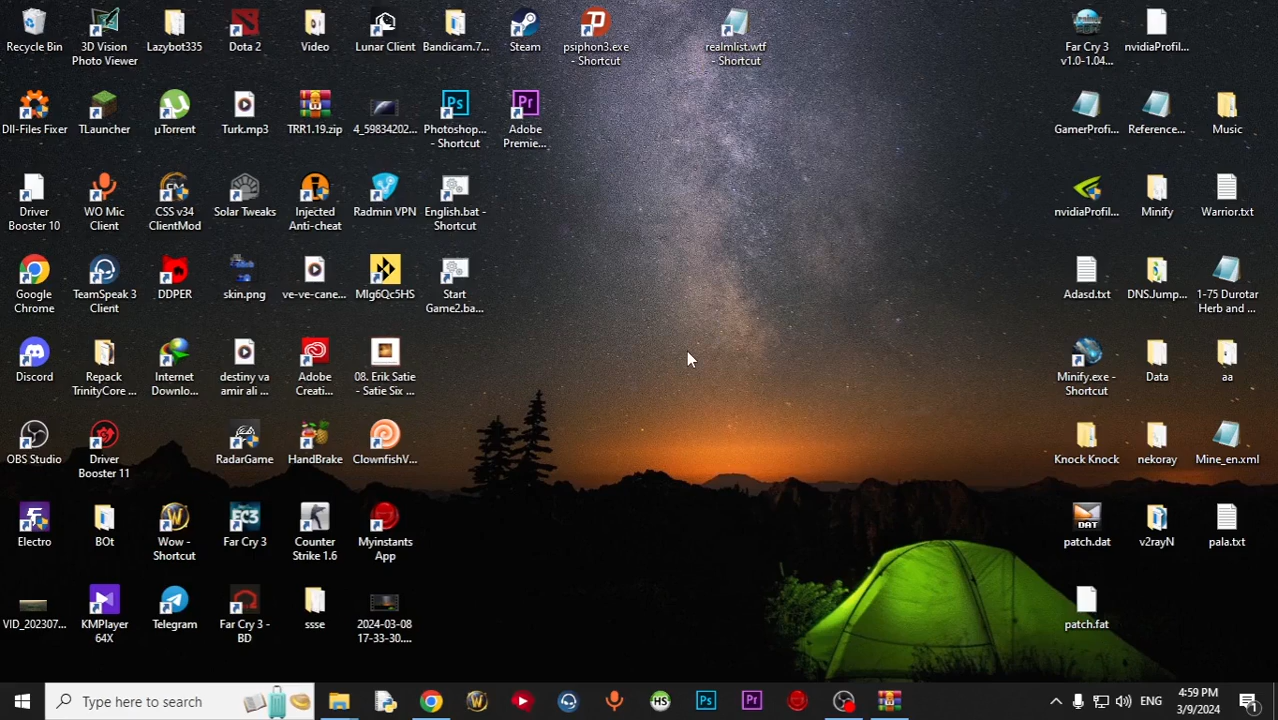 Recycle Bin
3D Vision
Photo Viewer
Lazybot335
Dota 2
Video
Lunar Client
Bandicam.7...
Steam
psiphon3.exe
- Shortcut
realmlist.wtf
- Shortcut
Far Cry 3
v1.0-1.04...
nvidiaProfil...
Dll-Files Fixer
TLauncher
µTorrent
Turk.mp3
TRR1.19.zip
4_59834202...
Photoshop...
- Shortcut
Adobe
Premie...
GamerProfi...
Reference...
Music
Driver
Booster 10
WO Mic
Client
CSS v34
ClientMod
Solar Tweaks
Injected
Anti-cheat
Radmin VPN
English.bat -
Shortcut
nvidiaProfil...
Minify
Warrior.txt
Google
Chrome
TeamSpeak 3
Client
DDPER
skin.png
ve-ve-cane...
Mlg6Qc5HS
Start
Game2.ba...
Adasd.txt
DNSJump...
1-75 Durotar
Herb and ...
Discord
Repack
TrinityCore ...
Internet
Downlo...
destiny va
amir ali ...
Adobe
Creati...
08. Erik Satie
- Satie Six ...
Minify.exe -
Shortcut
Data
aa
OBS Studio
Driver
Booster 11
RadarGame
HandBrake
ClownfishV...
Knock Knock
nekoray
Mine_en.xml
Electro
BOt
Wow -
Shortcut
Far Cry 3
Counter
Strike 1.6
Myinstants
App
patch.dat
v2rayN
pala.txt
VID_202307...
KMPlayer
64X
Telegram
Far Cry 3 -
BD
ssse
2024-03-08
17-33-30....
patch.fat
Type here to search
ENG
4:59 PM
3/9/2024